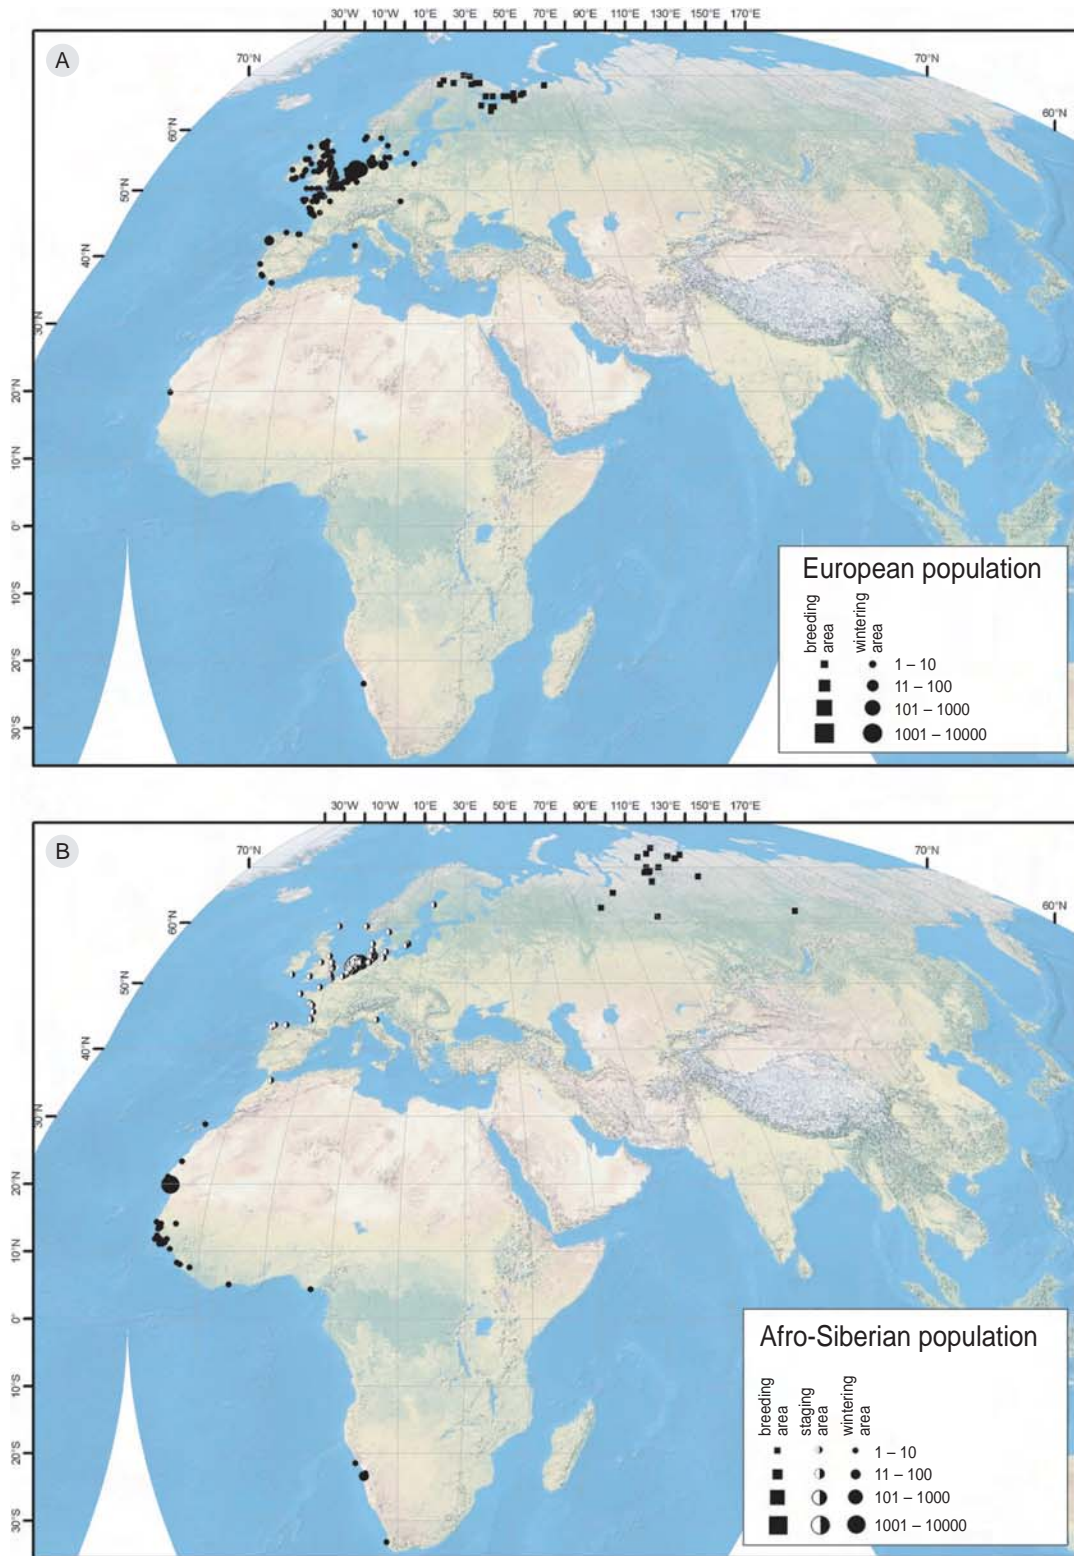 30°W 10°W 10°E 30°E 50°E 70°E 90°E 110°E 130°E 150°E 170°E
A
70°N
70°N
60°N
60°N
50°N
40°N
30°N
20°N
10°N
0°
10°S
20°S
30°S
European population
breeding area
wintering area
1 – 10
11 – 100
101 – 1000
1001 – 10000
30°W 10°W 10°E 30°E 50°E 70°E 90°E 110°E 130°E 150°E 170°E
B
70°N
70°N
60°N
60°N
50°N
40°N
30°N
20°N
10°N
0°
10°S
20°S
30°S
Afro-Siberian population
breeding area
staging area
wintering area
1 – 10
11 – 100
101 – 1000
1001 – 10000